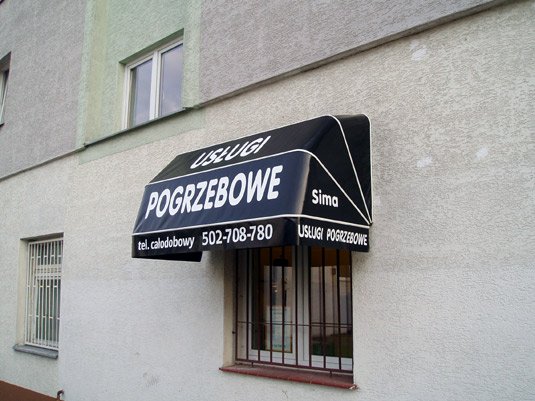 USŁUGI
POGRZEBOWE
tel. całodobowy 502-708-780
Sima
USŁUGI POGRZEBOWE